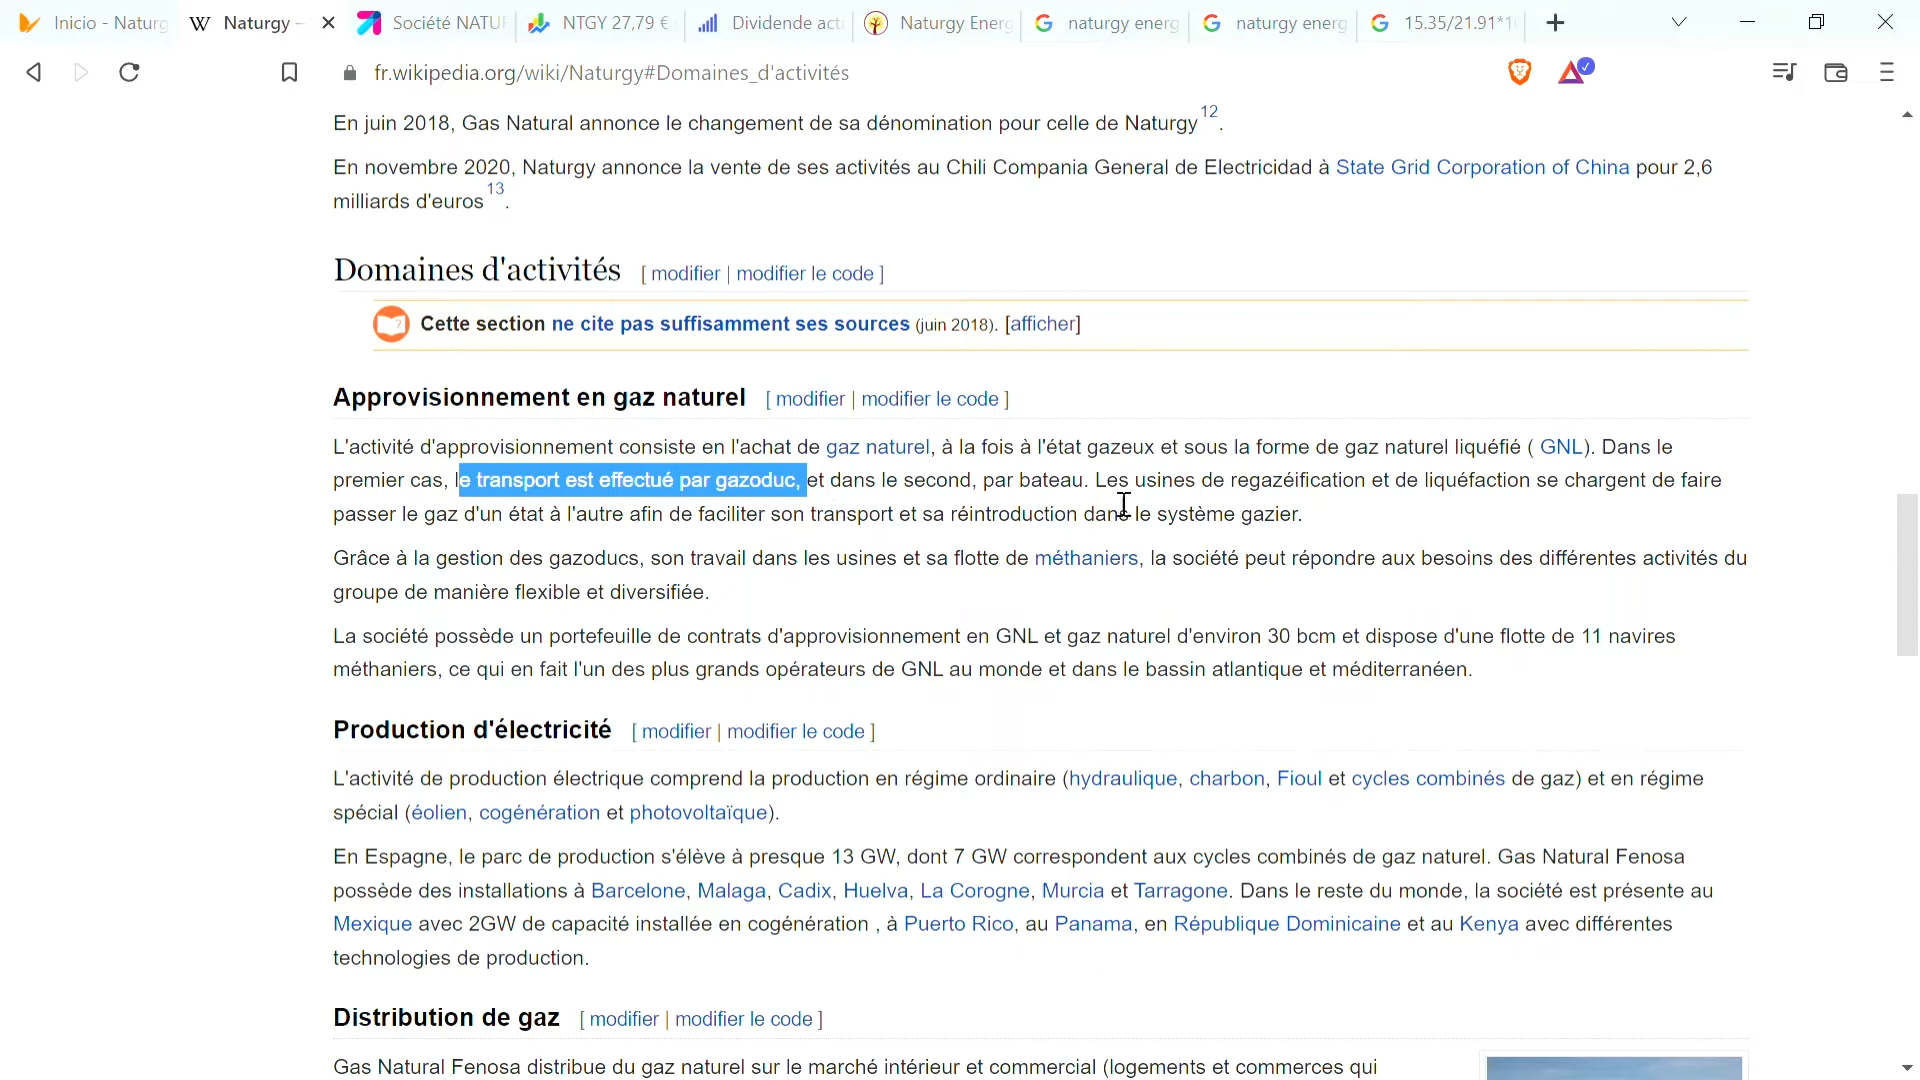 Inicio - Naturg
Naturgy -
Société NATUR
NTGY 27,79 €
Dividende acti
Naturgy Energ
naturgy energ
naturgy energ
15.35/21.91*1
fr.wikipedia.org/wiki/Naturgy#Domaines_d'activités
En juin 2018, Gas Natural annonce le changement de sa dénomination pour celle de Naturgy 12.
En novembre 2020, Naturgy annonce la vente de ses activités au Chili Compania General de Electricidad à State Grid Corporation of China pour 2,6
milliards d'euros 13.
Domaines d'activités [ modifier | modifier le code ]
Cette section ne cite pas suffisamment ses sources (juin 2018). [afficher]
Approvisionnement en gaz naturel [ modifier | modifier le code ]
L'activité d'approvisionnement consiste en l'achat de gaz naturel, à la fois à l'état gazeux et sous la forme de gaz naturel liquéfié ( GNL). Dans le
premier cas, le transport est effectué par gazoduc, et dans le second, par bateau. Les usines de regazéification et de liquéfaction se chargent de faire
passer le gaz d'un état à l'autre afin de faciliter son transport et sa réintroduction dans le système gazier.
Grâce à la gestion des gazoducs, son travail dans les usines et sa flotte de méthaniers, la société peut répondre aux besoins des différentes activités du
groupe de manière flexible et diversifiée.
La société possède un portefeuille de contrats d'approvisionnement en GNL et gaz naturel d'environ 30 bcm et dispose d'une flotte de 11 navires
méthaniers, ce qui en fait l'un des plus grands opérateurs de GNL au monde et dans le bassin atlantique et méditerranéen.
Production d'électricité [ modifier | modifier le code ]
L'activité de production électrique comprend la production en régime ordinaire (hydraulique, charbon, Fioul et cycles combinés de gaz) et en régime
spécial (éolien, cogénération et photovoltaïque).
En Espagne, le parc de production s'élève à presque 13 GW, dont 7 GW correspondent aux cycles combinés de gaz naturel. Gas Natural Fenosa
possède des installations à Barcelone, Malaga, Cadix, Huelva, La Corogne, Murcia et Tarragone. Dans le reste du monde, la société est présente au
Mexique avec 2GW de capacité installée en cogénération , à Puerto Rico, au Panama, en République Dominicaine et au Kenya avec différentes
technologies de production.
Distribution de gaz [ modifier | modifier le code ]
Gas Natural Fenosa distribue du gaz naturel sur le marché intérieur et commercial (logements et commerces qui